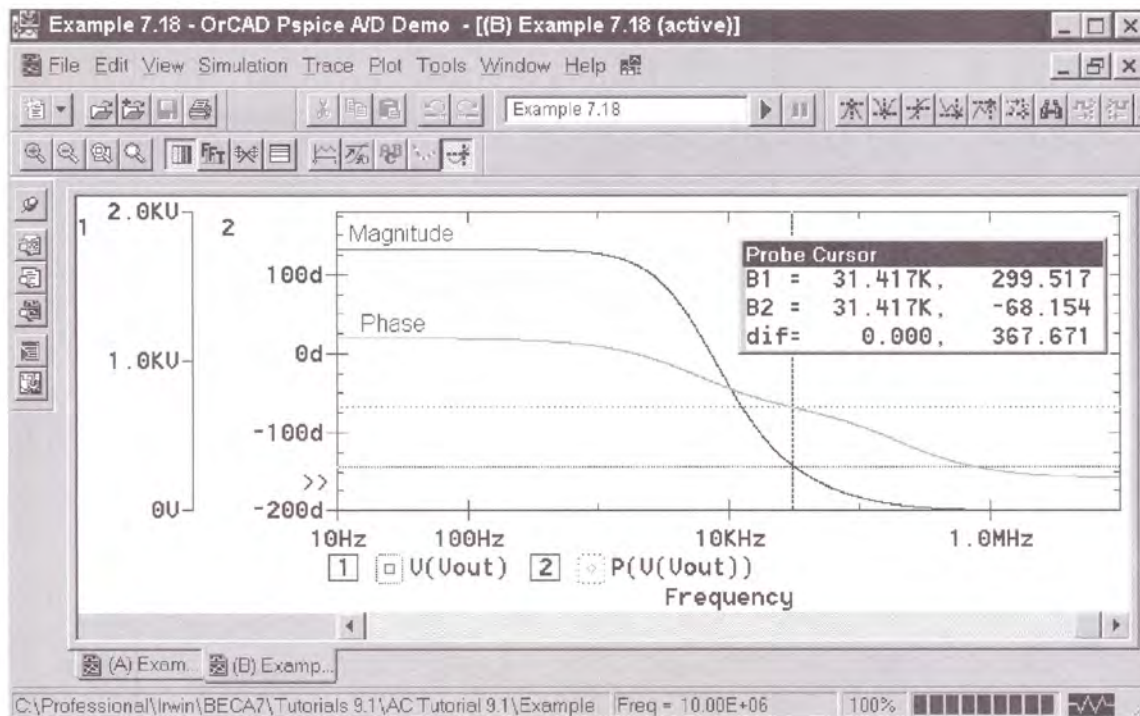 Example 7.18 - OrCAD Pspice A/D Demo - [(B) Example 7.18 (active)]
File Edit View Simulation Trace Plot Tools Window Help
Example 7.18
FFT
1
2
2.0KV
1.0KV
0V
100d
0d
-100d
>>
-200d
Magnitude
Phase
Probe Cursor
B1 = 31.417K, 299.517
B2 = 31.417K, -68.154
dif= 0.000, 367.671
10Hz 100Hz 10KHz 1.0MHz
1 V(Vout) 2 P(V(Vout))
Frequency
(A) Exam... (B) Examp...
C:\Professional\Irwin\BECA7\Tutorials 9.1\AC Tutorial 9.1\Example Freq = 10.00E+06 100%